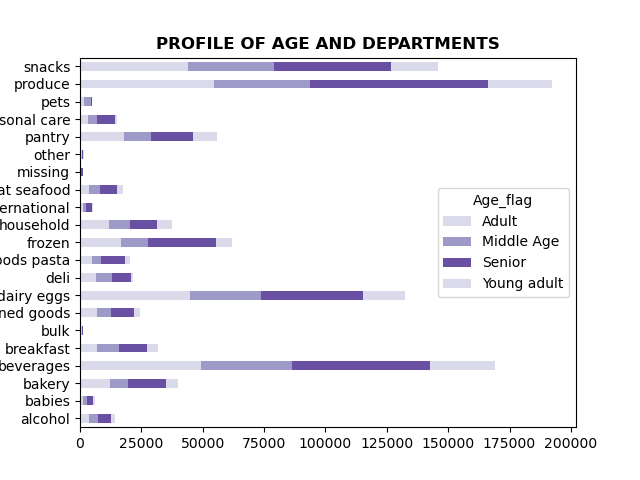 PROFILE OF AGE AND DEPARTMENTS
snacks
produce
pets
sonal care
pantry
other
missing
at seafood
ernational
household
frozen
oods pasta
deli
dairy eggs
ned goods
bulk
breakfast
beverages
bakery
babies
alcohol
Age_flag
Adult
Middle Age
Senior
Young adult
0 25000 50000 75000 100000 125000 150000 175000 200000